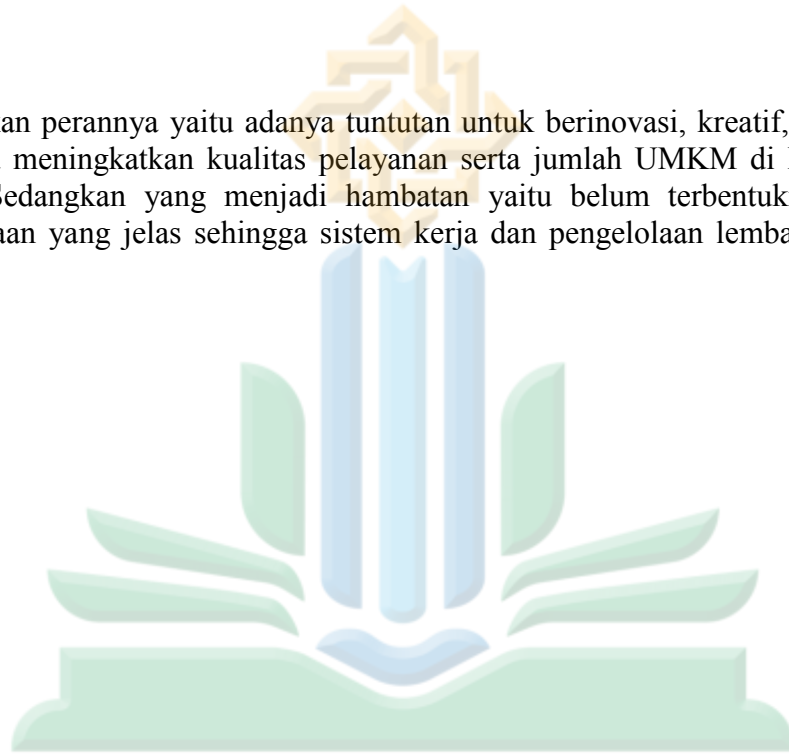 an perannya yaitu adanya tuntutan untuk berinovasi, kreatif,
meningkatkan kualitas pelayanan serta jumlah UMKM di
Sedangkan yang menjadi hambatan yaitu belum terbentuk
aan yang jelas sehingga sistem kerja dan pengelolaan lemba